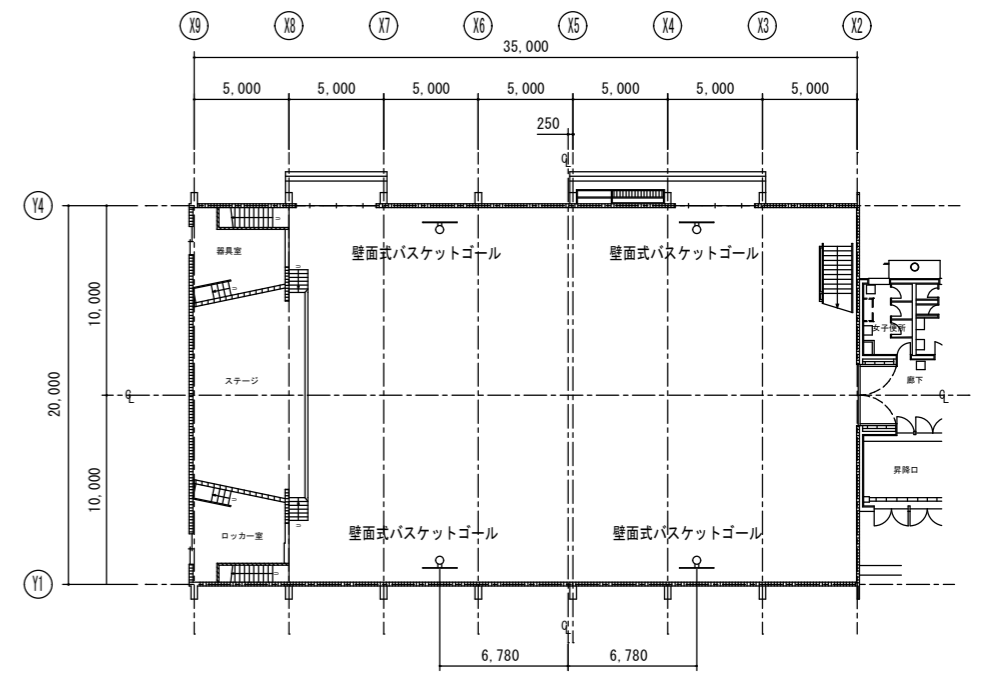 X9 X8 X7 X6 X5 X4 X3 X2
35,000
5,000 5,000 5,000 5,000 5,000 5,000 5,000
250
℄
Y4
壁面式バスケットゴール 壁面式バスケットゴール
器具室
10,000
女子便所
ステージ
廊下
20,000
℄ ℄
昇降口
10,000
壁面式バスケットゴール 壁面式バスケットゴール
ロッカー室
Y1
℄
6,780 6,780